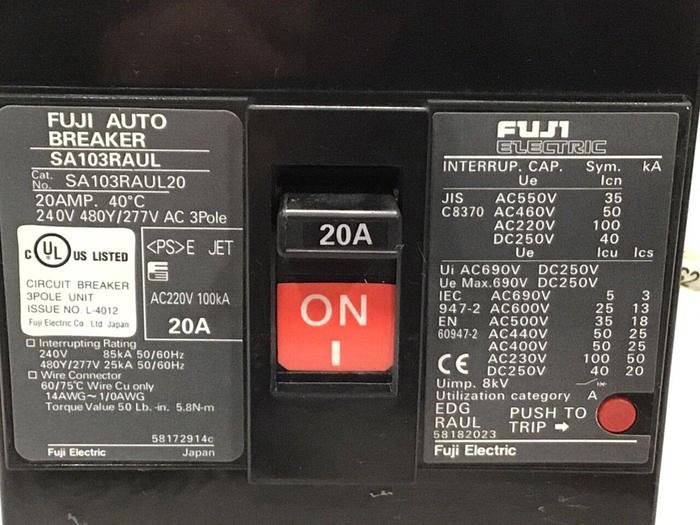 FUJI AUTO
BREAKER
SA103RAUL
Cat. No. SA103RAUL20
20AMP. 40°C
240V 480Y/277V AC 3Pole
C UL US LISTED
CIRCUIT BREAKER
3POLE UNIT
ISSUE NO. L-4012
Fuji Electric Co. Ltd Japan
<PS>E JET
AC220V 100kA
20A
Interrupting Rating
240V 85kA 50/60Hz
480Y/277V 25kA 50/60Hz
Wire Connector
60/75°C Wire Cu only
14AWG~1/0AWG
Torque Value 50 Lb.-in. 5.8N-m
58172914c
Fuji Electric Japan
20A
ON
I
FUJI
ELECTRIC
INTERRUP. CAP. Sym. kA
Ue Icn
JIS AC550V 35
C8370 AC460V 50
AC220V 100
DC250V 40
Ue Icu Ics
Ui AC690V DC250V
Ue Max.690V DC250V
IEC AC690V 5 3
947-2 AC600V 25 13
EN AC500V 35 18
60947-2 AC440V 50 25
AC400V 50 25
CE AC230V 100 50
DC250V 40 20
Uimp. 8kV
Utilization category A
EDG
RAUL
PUSH TO
TRIP
58182023
Fuji Electric